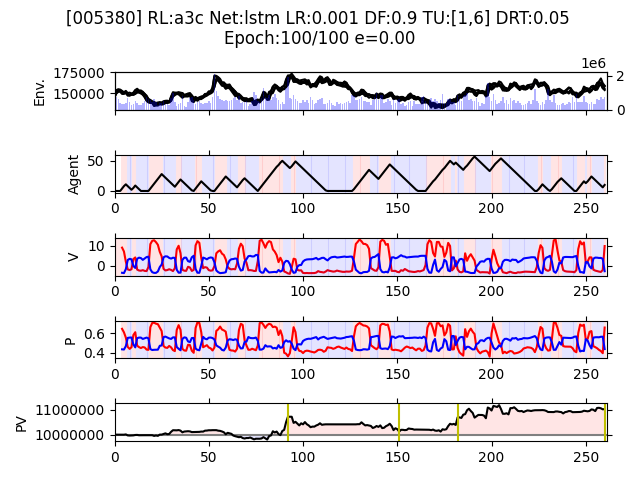 [005380] RL:a3c Net:lstm LR:0.001 DF:0.9 TU:[1,6] DRT:0.05
Epoch:100/100 e=0.00
1e6
Env.
175000
150000
2
0
Agent
50
0
0 50 100 150 200 250
V
10
0
0 50 100 150 200 250
P
0.6
0.4
0 50 100 150 200 250
PV
11000000
10000000
0 50 100 150 200 250